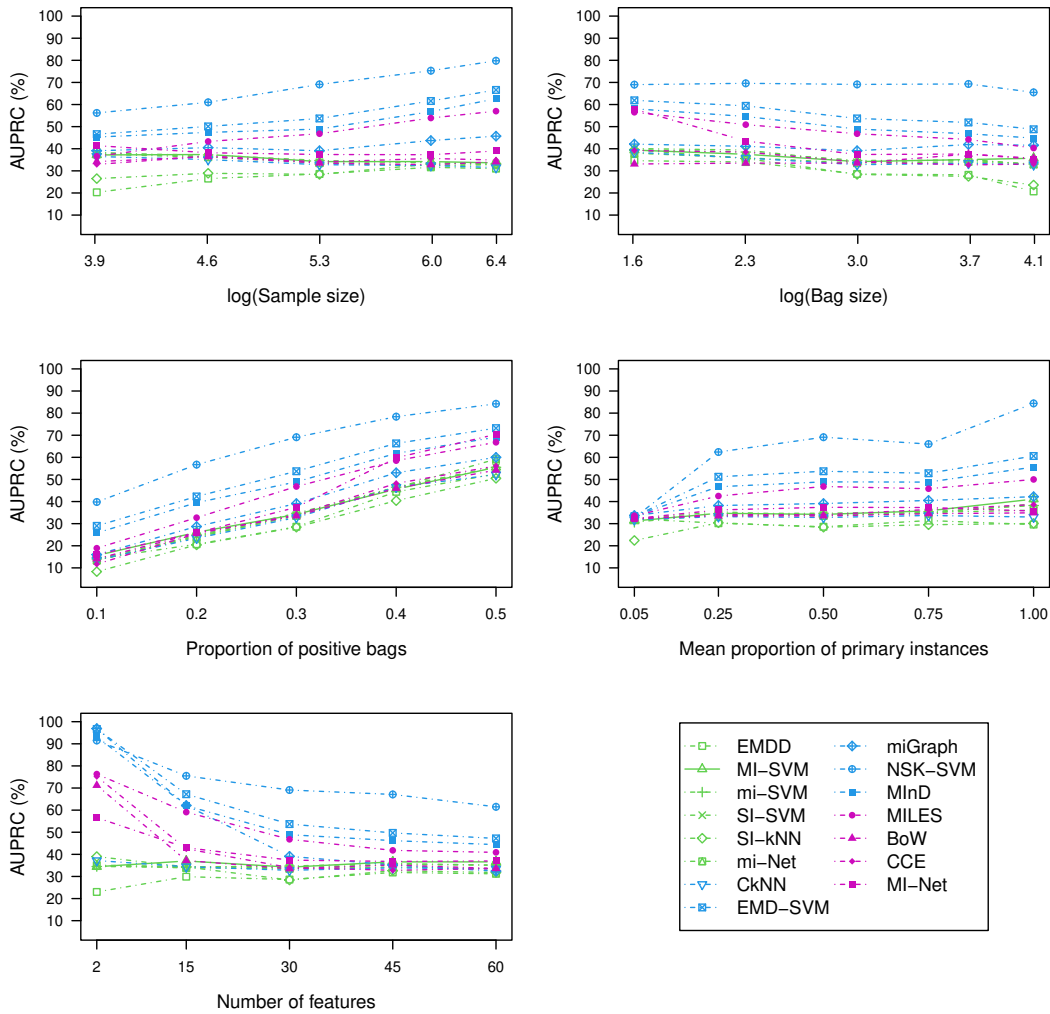 AUPRC (%)
100
90
80
70
60
50
40
30
20
10
3.9 4.6 5.3 6.0 6.4
log(Sample size)
AUPRC (%)
100
90
80
70
60
50
40
30
20
10
1.6 2.3 3.0 3.7 4.1
log(Bag size)
AUPRC (%)
100
90
80
70
60
50
40
30
20
10
0.1 0.2 0.3 0.4 0.5
Proportion of positive bags
AUPRC (%)
100
90
80
70
60
50
40
30
20
10
0.05 0.25 0.50 0.75 1.00
Mean proportion of primary instances
AUPRC (%)
100
90
80
70
60
50
40
30
20
10
2 15 30 45 60
Number of features
EMDD
MI−SVM
mi−SVM
SI−SVM
SI−kNN
mi−Net
CkNN
EMD−SVM
miGraph
NSK−SVM
MInD
MILES
BoW
CCE
MI−Net